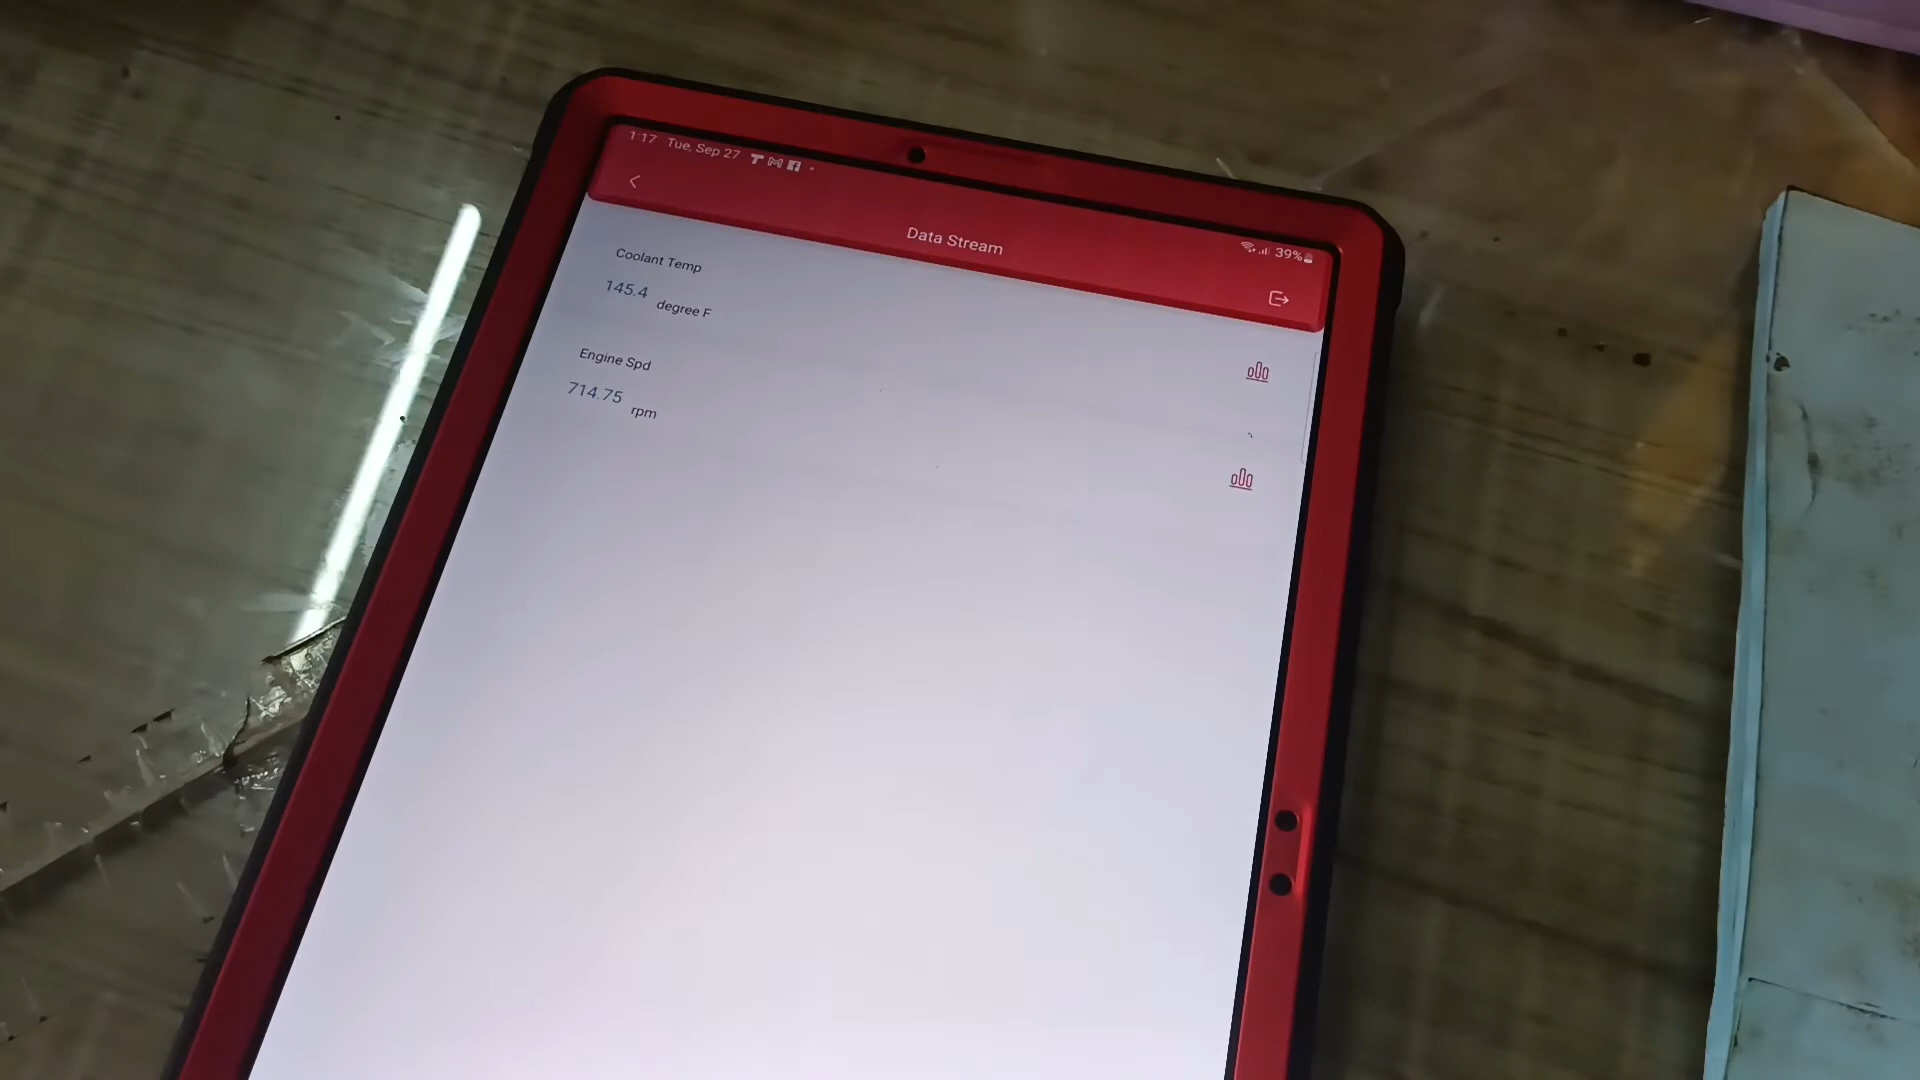 1:17 Tue, Sep 27
39%
Data Stream
Coolant Temp
145.4 degree F
Engine Spd
714.75 rpm